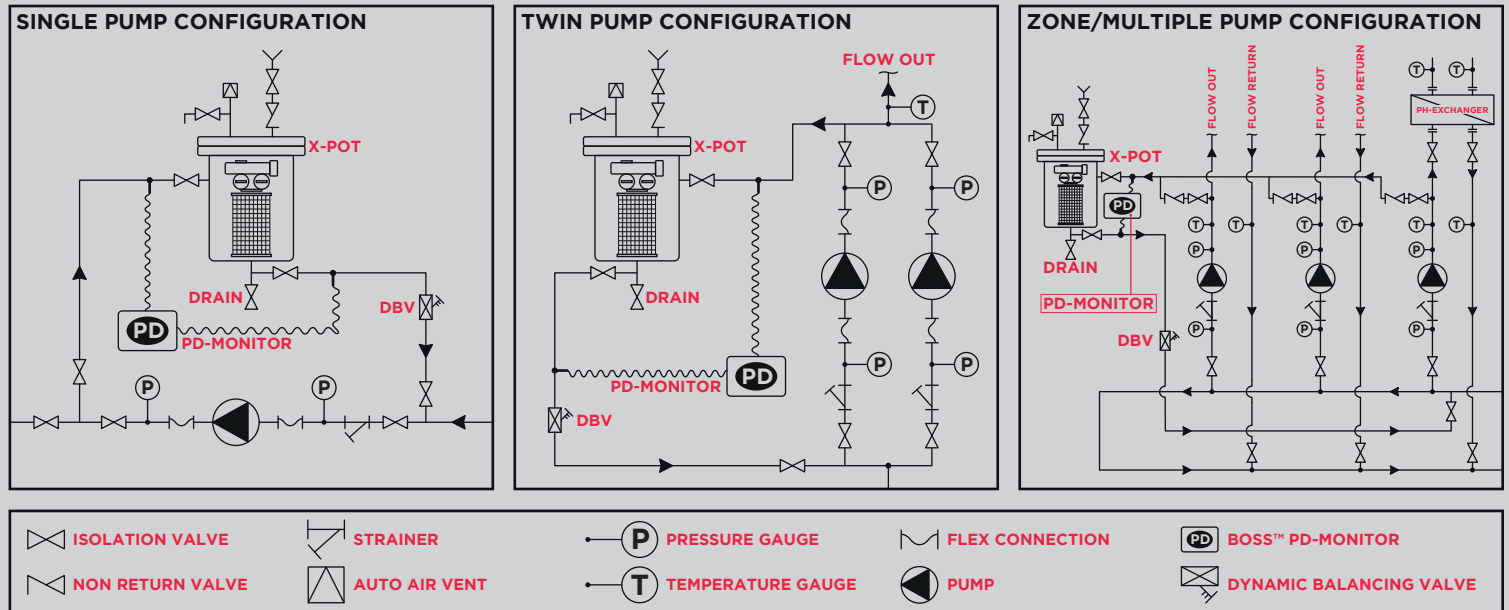 SINGLE PUMP CONFIGURATION
X-POT
DRAIN
DBV
PD
PD-MONITOR
P
P
TWIN PUMP CONFIGURATION
FLOW OUT
T
X-POT
P
P
DRAIN
P
P
PD-MONITOR
PD
DBV
ZONE/MULTIPLE PUMP CONFIGURATION
FLOW OUT
FLOW RETURN
FLOW OUT
FLOW RETURN
T
T
PH-EXCHANGER
X-POT
PD
T
T
T
T
T
T
P
P
P
DRAIN
PD-MONITOR
DBV
P
P
P
ISOLATION VALVE
STRAINER
P PRESSURE GAUGE
FLEX CONNECTION
PD BOSS™ PD-MONITOR
NON RETURN VALVE
AUTO AIR VENT
T TEMPERATURE GAUGE
PUMP
DYNAMIC BALANCING VALVE